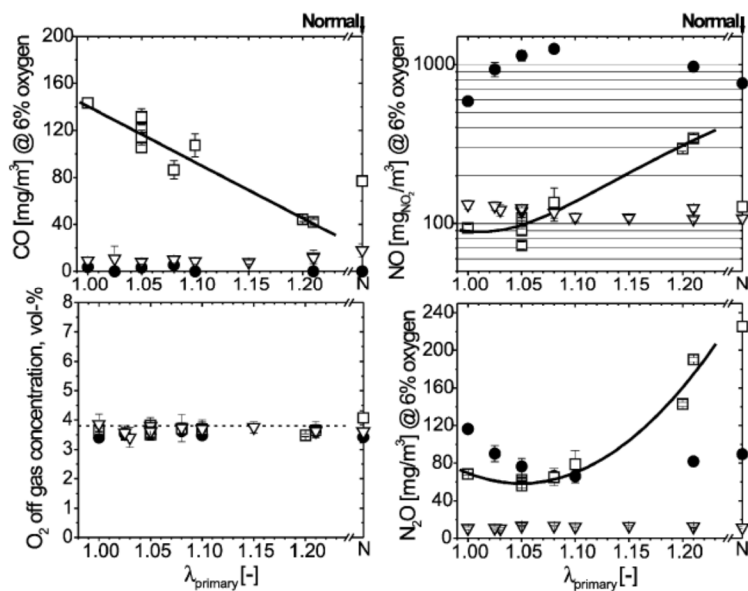 Normal
Normal
CO [mg/m³] @ 6% oxygen
200
160
120
80
40
0
1.00 1.05 1.10 1.15 1.20 N
NO [mg_NO₂/m³] @ 6% oxygen
1000
100
1.00 1.05 1.10 1.15 1.20 N
O₂ off gas concentration, vol-%
8
7
6
5
4
3
2
1
0
1.00 1.05 1.10 1.15 1.20 N
λprimary [-]
N₂O [mg/m³] @ 6% oxygen
240
200
160
120
80
40
0
1.00 1.05 1.10 1.15 1.20 N
λprimary [-]